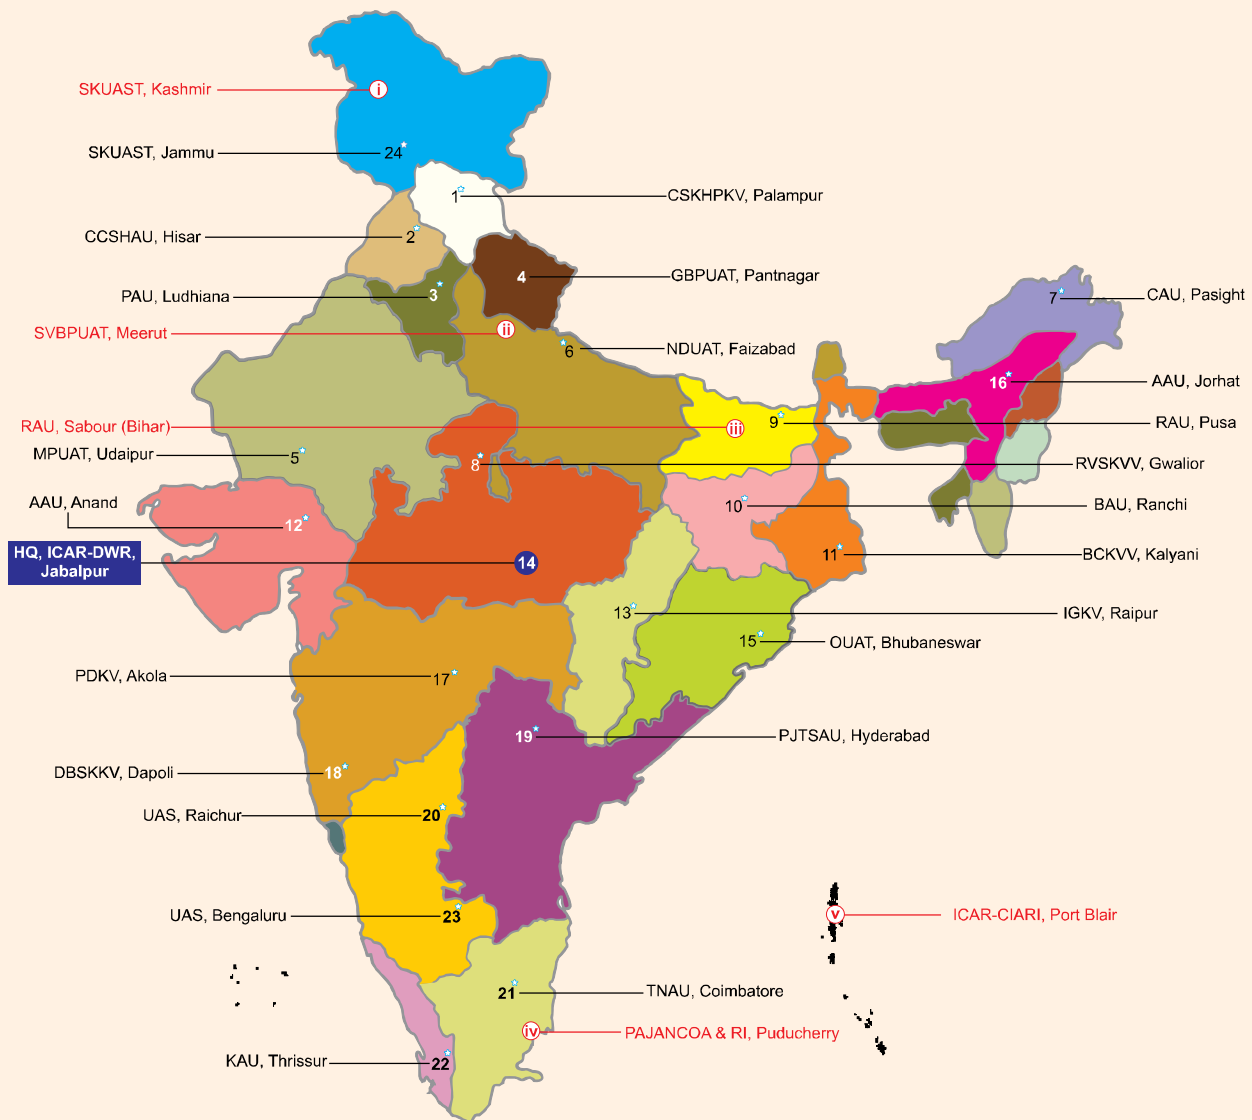 SKUAST, Kashmir
i
SKUAST, Jammu
24
1
CSKHPKV, Palampur
CCSHAU, Hisar
2
4
GBPUAT, Pantnagar
PAU, Ludhiana
3
7
CAU, Pasight
SVBPUAT, Meerut
ii
6
NDUAT, Faizabad
16
AAU, Jorhat
RAU, Sabour (Bihar)
iii
9
RAU, Pusa
MPUAT, Udaipur
5
8
RVSKVV, Gwalior
AAU, Anand
12
10
BAU, Ranchi
HQ, ICAR-DWR,
Jabalpur
14
11
BCKVV, Kalyani
13
IGKV, Raipur
15
OUAT, Bhubaneswar
PDKV, Akola
17
19
PJTSAU, Hyderabad
DBSKKV, Dapoli
18
UAS, Raichur
20
UAS, Bengaluru
23
v
ICAR-CIARI, Port Blair
21
TNAU, Coimbatore
iv
PAJANCOA & RI, Puducherry
KAU, Thrissur
22